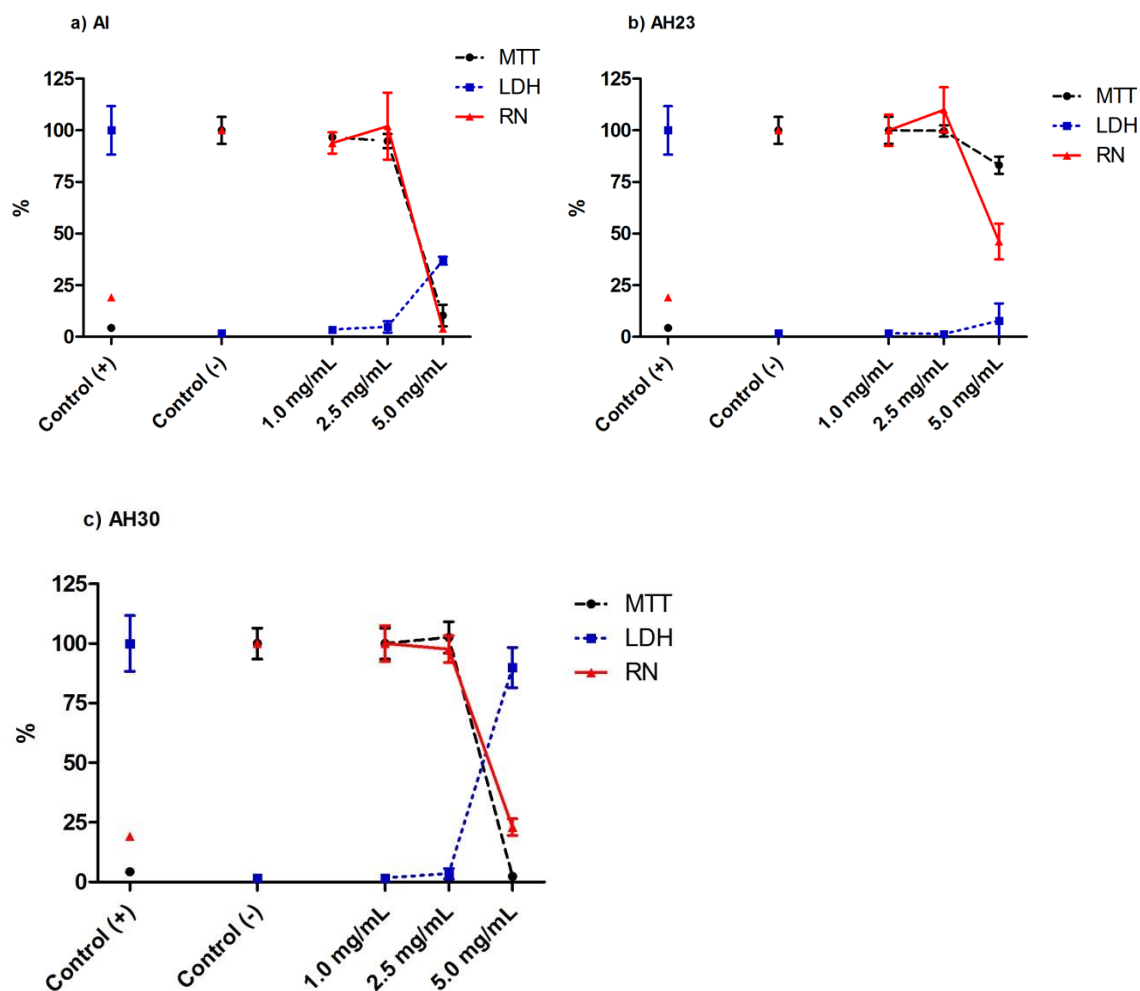 a) AI
MTT
LDH
RN
125
100
75
50
25
0
%
Control (+)
Control (-)
1.0 mg/mL
2.5 mg/mL
5.0 mg/mL
b) AH23
MTT
LDH
RN
125
100
75
50
25
0
%
Control (+)
Control (-)
1.0 mg/mL
2.5 mg/mL
5.0 mg/mL
c) AH30
MTT
LDH
RN
125
100
75
50
25
0
%
Control (+)
Control (-)
1.0 mg/mL
2.5 mg/mL
5.0 mg/mL